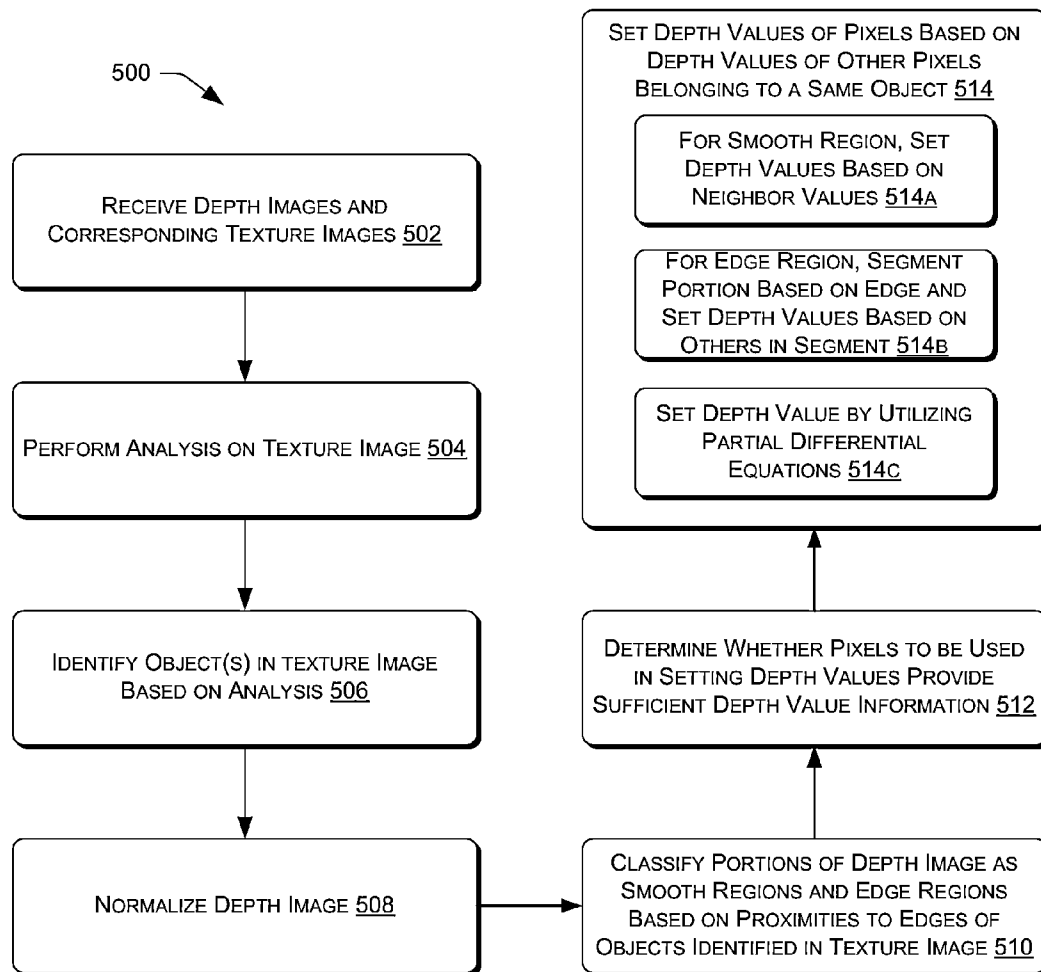 500
RECEIVE DEPTH IMAGES AND
CORRESPONDING TEXTURE IMAGES 502
PERFORM ANALYSIS ON TEXTURE IMAGE 504
IDENTIFY OBJECT(S) IN TEXTURE IMAGE
BASED ON ANALYSIS 506
NORMALIZE DEPTH IMAGE 508
CLASSIFY PORTIONS OF DEPTH IMAGE AS
SMOOTH REGIONS AND EDGE REGIONS
BASED ON PROXIMITIES TO EDGES OF
OBJECTS IDENTIFIED IN TEXTURE IMAGE 510
DETERMINE WHETHER PIXELS TO BE USED
IN SETTING DEPTH VALUES PROVIDE
SUFFICIENT DEPTH VALUE INFORMATION 512
SET DEPTH VALUES OF PIXELS BASED ON
DEPTH VALUES OF OTHER PIXELS
BELONGING TO A SAME OBJECT 514
FOR SMOOTH REGION, SET
DEPTH VALUES BASED ON
NEIGHBOR VALUES 514A
FOR EDGE REGION, SEGMENT
PORTION BASED ON EDGE AND
SET DEPTH VALUES BASED ON
OTHERS IN SEGMENT 514B
SET DEPTH VALUE BY UTILIZING
PARTIAL DIFFERENTIAL
EQUATIONS 514C